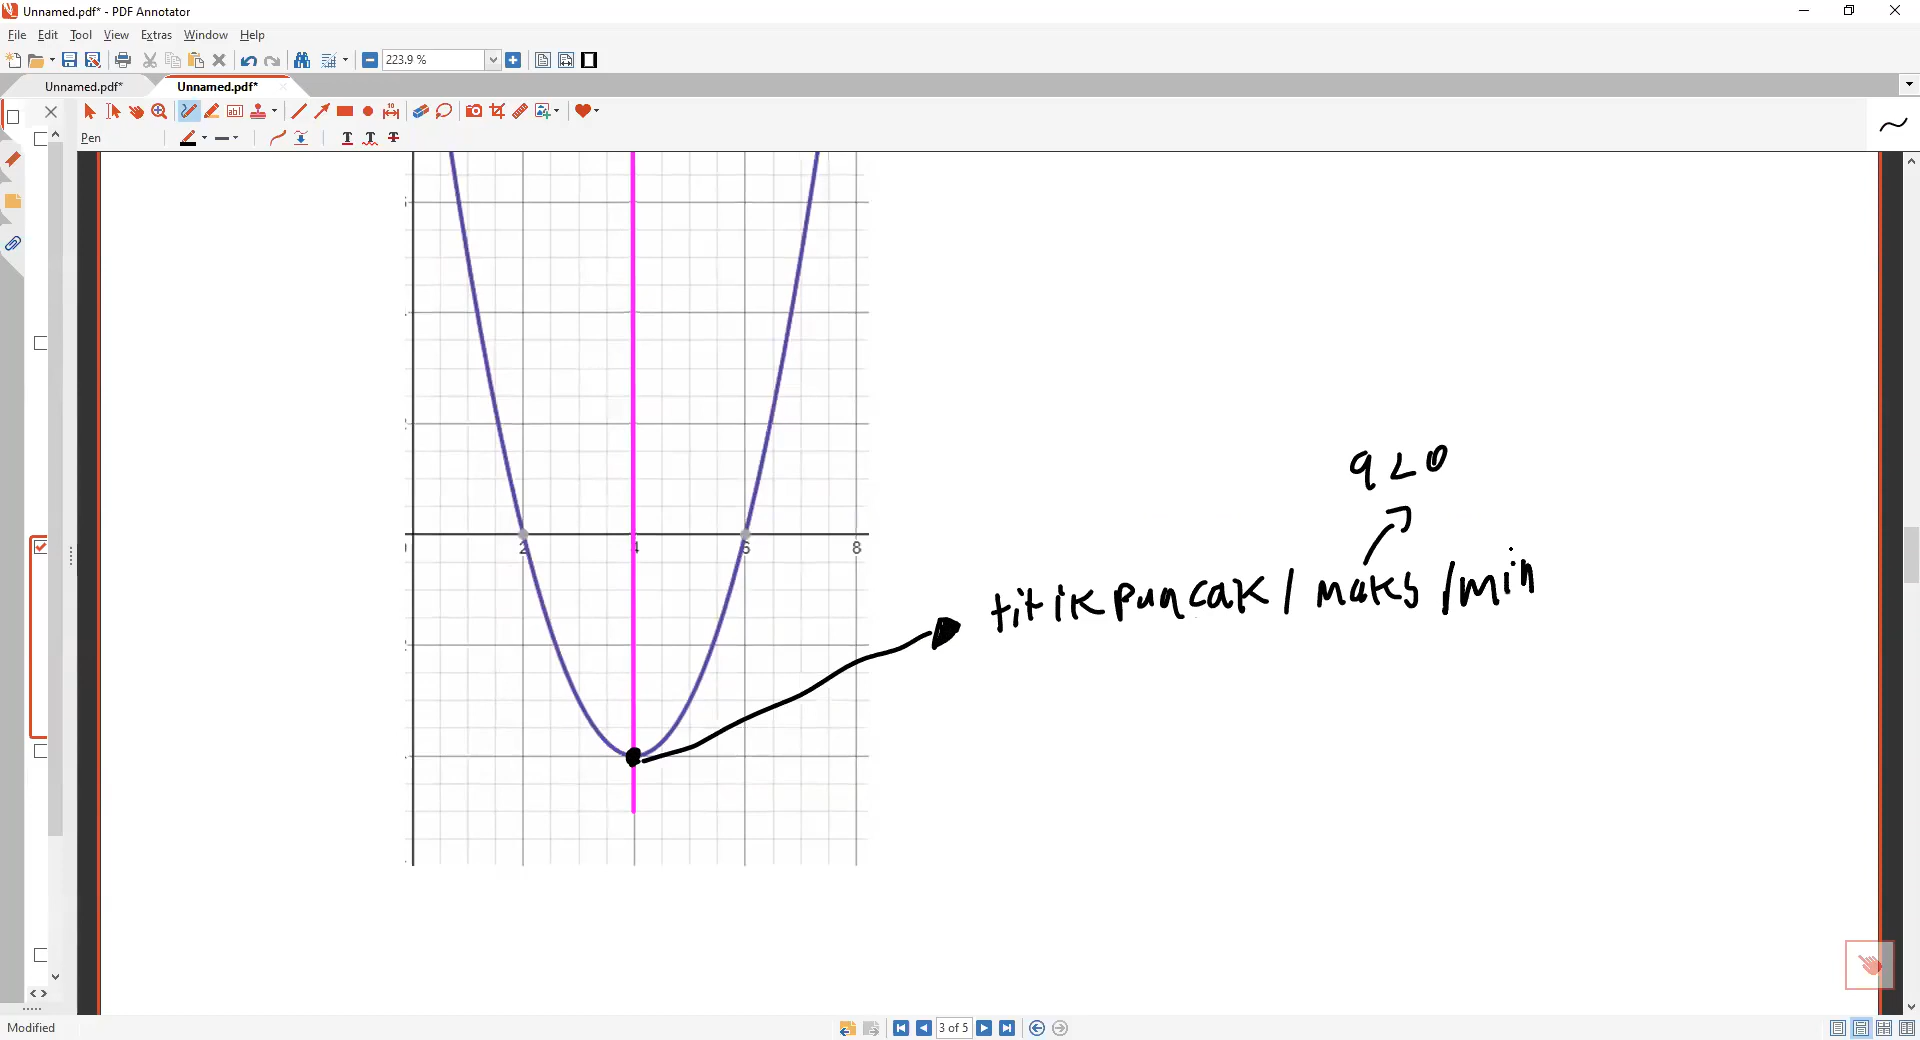 Unnamed.pdf* - PDF Annotator
File Edit Tool View Extras Window Help
223.9 %
Unnamed.pdf* Unnamed.pdf*
Pen
a < 0
titik puncak / maks / min
2 4 6 8
Modified
3 of 5